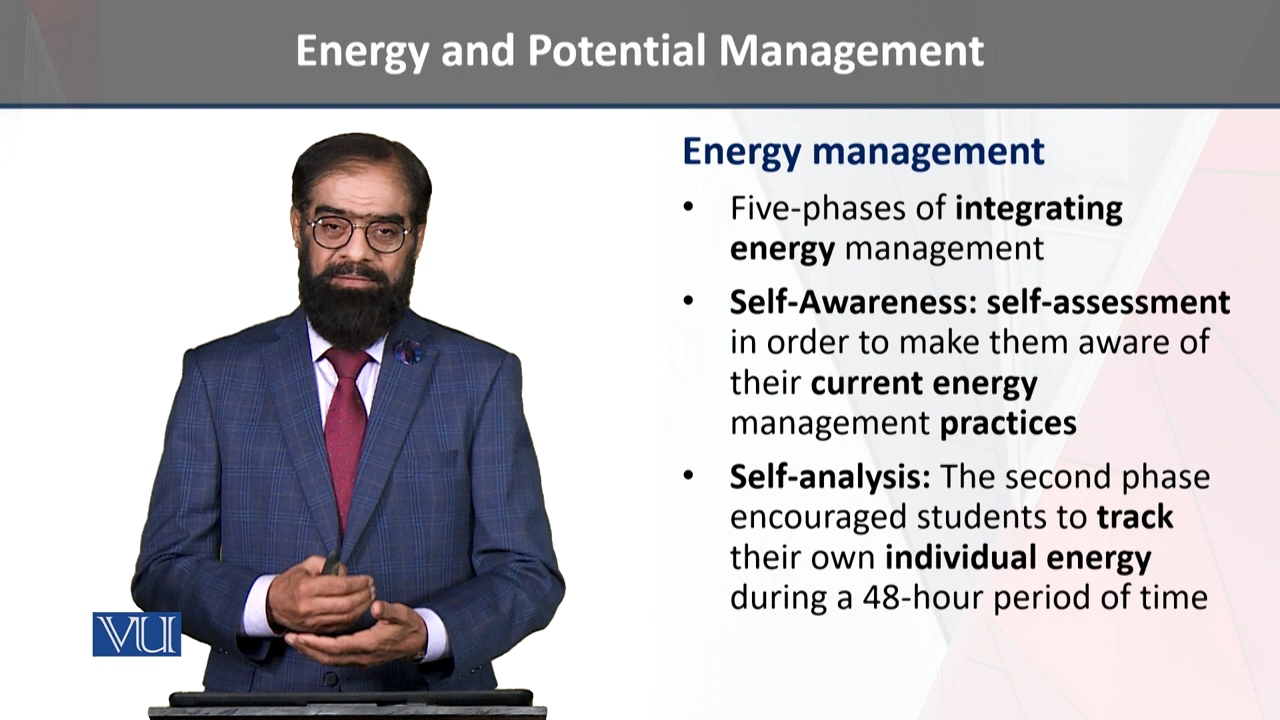 Energy and Potential Management
Energy management
• Five-phases of integrating
energy management
• Self-Awareness: self-assessment
in order to make them aware of
their current energy
management practices
• Self-analysis: The second phase
encouraged students to track
their own individual energy
during a 48-hour period of time
VU